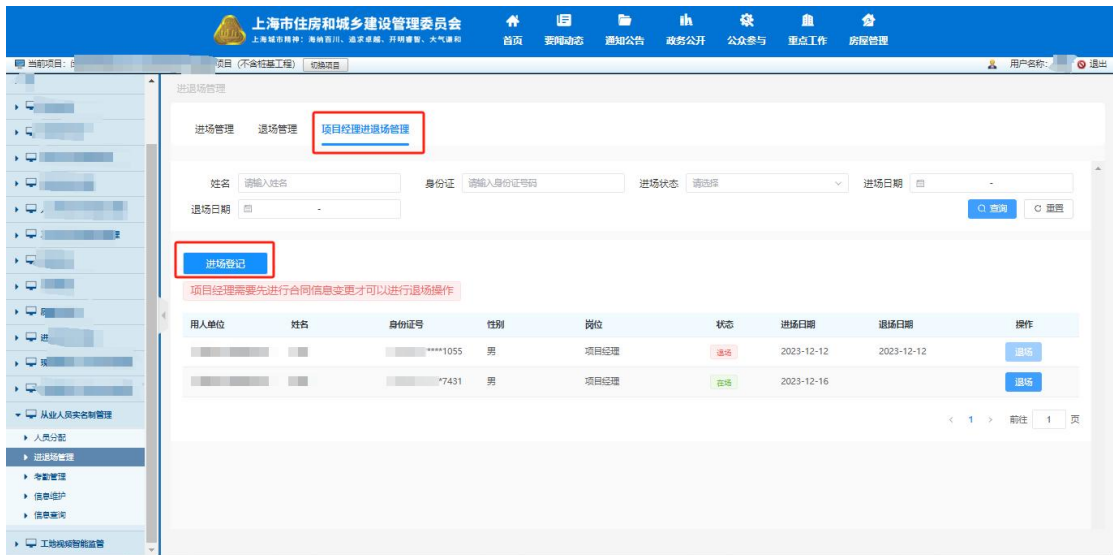 上海市住房和城乡建设管理委员会
上海城市精神：海纳百川、追求卓越、开明睿智、大气谦和
首页 要闻动态 通知公告 政务公开 公众参与 重点工作 房屋管理
当前项目： 项目（不含桩基工程） 切换项目 用户名称： 退出
进退场管理
进场管理 退场管理 项目经理进退场管理
姓名 请输入姓名 身份证 请输入身份证号码 进场状态 请选择 进场日期 -
退场日期 - 查询 重置
进场登记
项目经理需要先进行合同信息变更才可以进行退场操作
用人单位 姓名 身份证号 性别 岗位 状态 进场日期 退场日期 操作
****1055 男 项目经理 退场 2023-12-12 2023-12-12 退场
*7431 男 项目经理 在场 2023-12-16 退场
< 1 > 前往 1 页
从业人员实名制管理
人员分配
进退场管理
考勤管理
信息维护
信息查询
工地视频智能监管